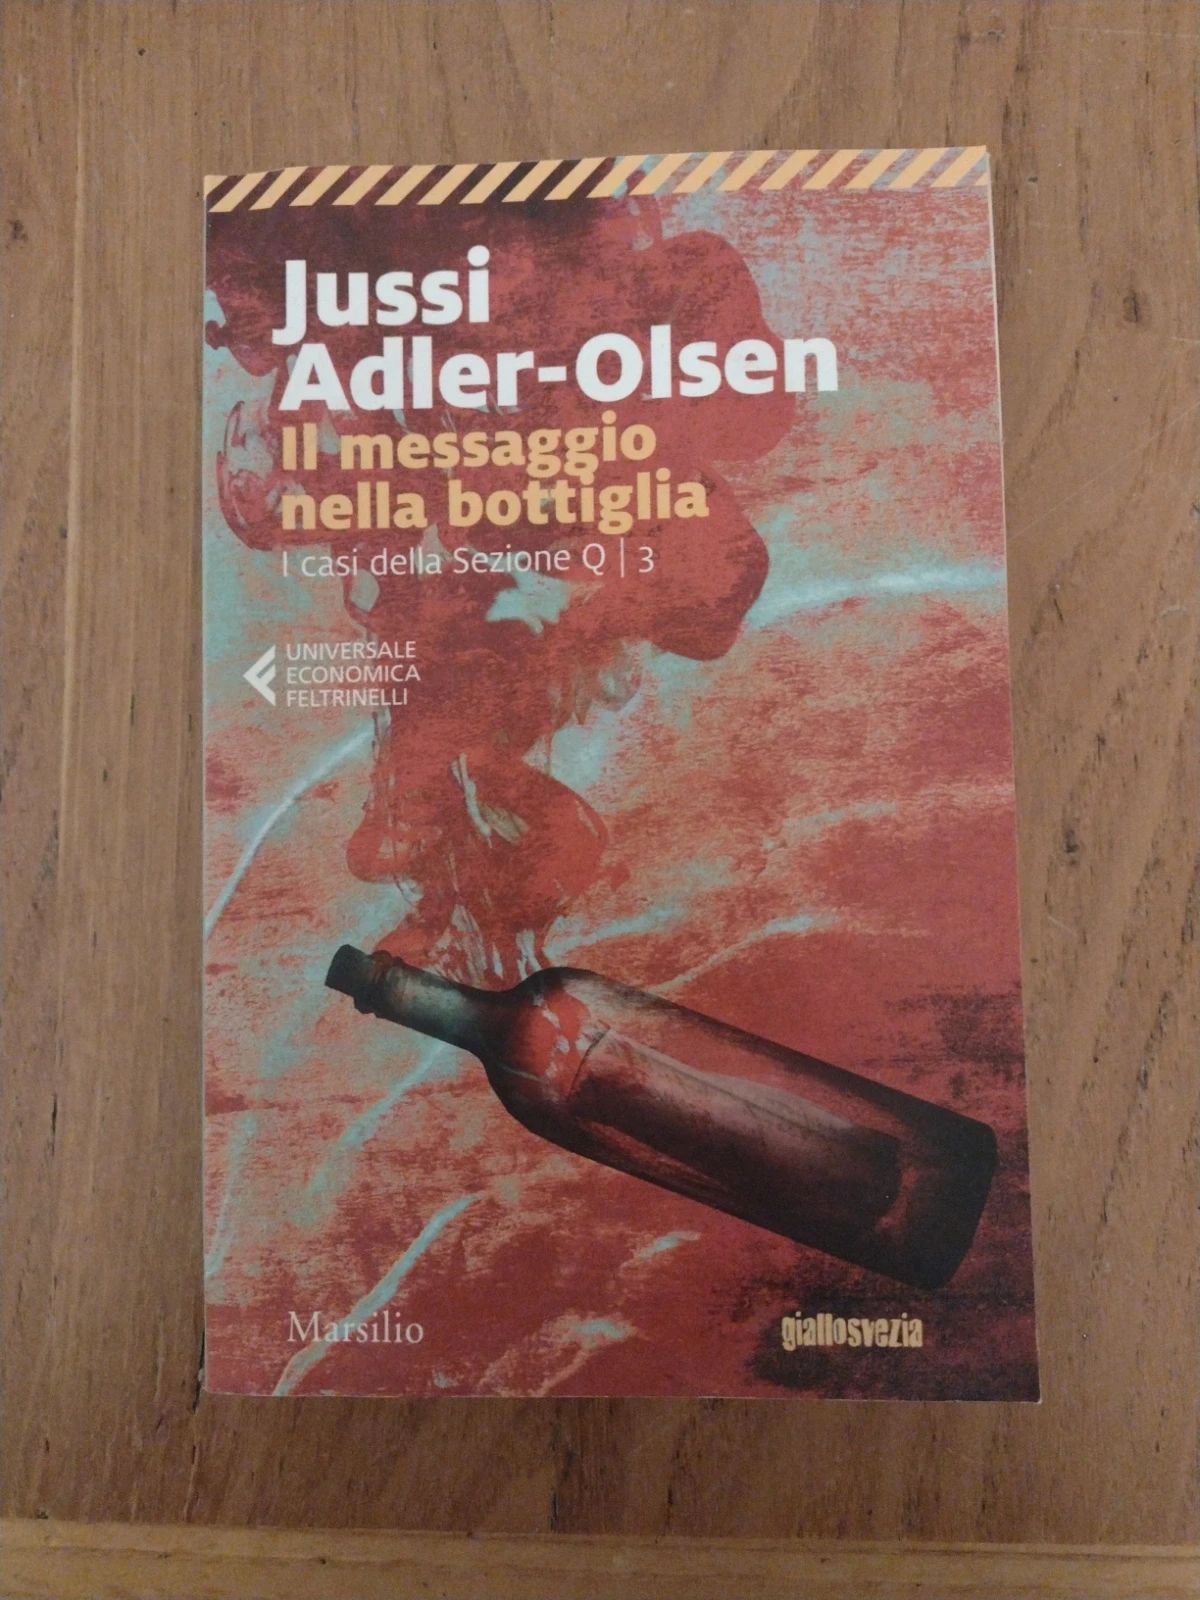 Jussi
Adler-Olsen
Il messaggio
nella bottiglia
I casi della Sezione Q | 3
UNIVERSALE
ECONOMICA
FELTRINELLI
Marsilio
giallosvezia